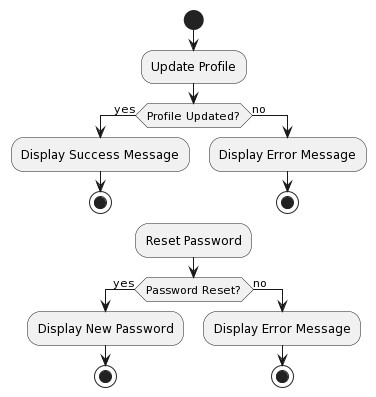 Update Profile
yes
Profile Updated?
no
Display Success Message
Display Error Message
Reset Password
yes
Password Reset?
no
Display New Password
Display Error Message